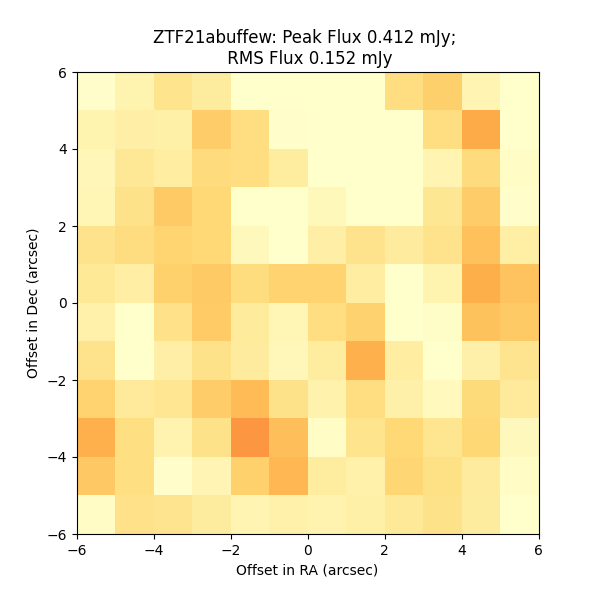 ZTF21abuffew: Peak Flux 0.412 mJy;
RMS Flux 0.152 mJy
6
4
2
0
−2
−4
−6
Offset in Dec (arcsec)
−6 −4 −2 0 2 4 6
Offset in RA (arcsec)